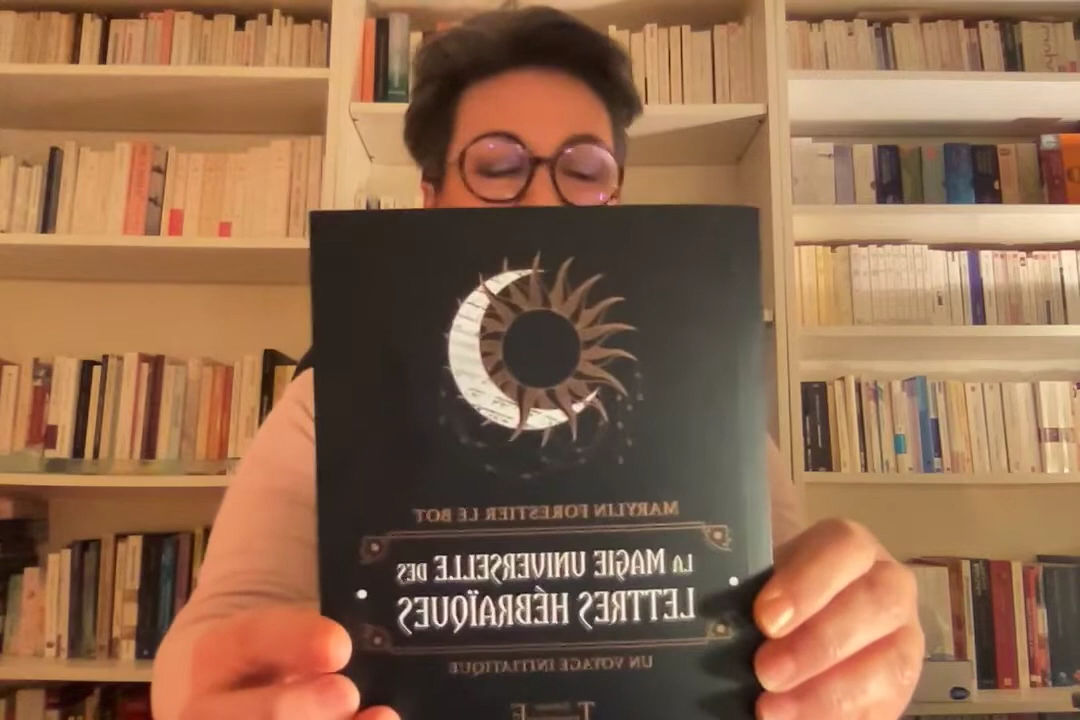 MARYLIN FORESTIER LE BOT
LA MAGIE UNIVERSELLE DES
LETTRES HÉBRAÏQUES
UN VOYAGE INITIATIQUE